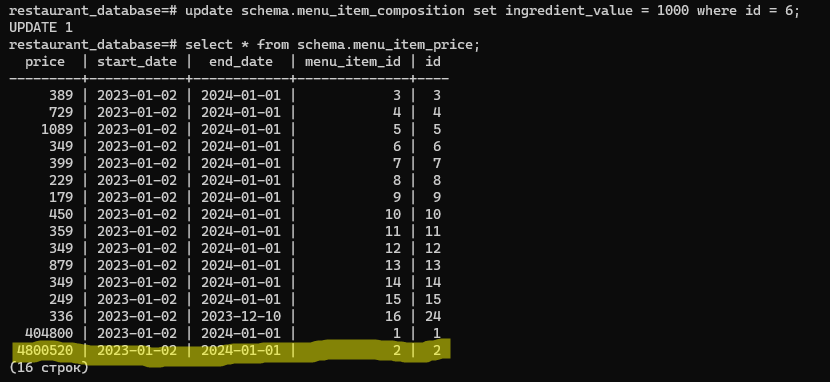 restaurant_database=# update schema.menu_item_composition set ingredient_value = 1000 where id = 6;
UPDATE 1
restaurant_database=# select * from schema.menu_item_price;
  price  | start_date |  end_date  | menu_item_id | id
---------+------------+------------+--------------+----
     389 | 2023-01-02 | 2024-01-01 |            3 |  3
     729 | 2023-01-02 | 2024-01-01 |            4 |  4
    1089 | 2023-01-02 | 2024-01-01 |            5 |  5
     349 | 2023-01-02 | 2024-01-01 |            6 |  6
     399 | 2023-01-02 | 2024-01-01 |            7 |  7
     229 | 2023-01-02 | 2024-01-01 |            8 |  8
     179 | 2023-01-02 | 2024-01-01 |            9 |  9
     450 | 2023-01-02 | 2024-01-01 |           10 | 10
     359 | 2023-01-02 | 2024-01-01 |           11 | 11
     349 | 2023-01-02 | 2024-01-01 |           12 | 12
     879 | 2023-01-02 | 2024-01-01 |           13 | 13
     349 | 2023-01-02 | 2024-01-01 |           14 | 14
     249 | 2023-01-02 | 2024-01-01 |           15 | 15
     336 | 2023-01-02 | 2023-12-10 |           16 | 24
  404800 | 2023-01-02 | 2024-01-01 |            1 |  1
 4800520 | 2023-01-02 | 2024-01-01 |            2 |  2
(16 строк)